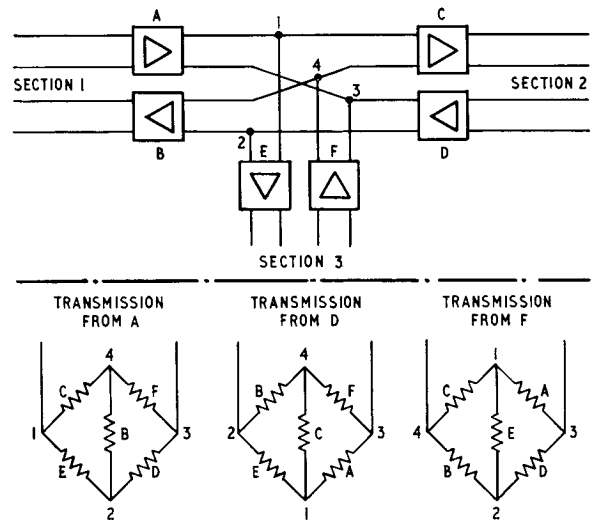 A
1
C
4
SECTION 1
SECTION 2
3
2
E
F
B
D
SECTION 3
TRANSMISSION
FROM A
TRANSMISSION
FROM D
TRANSMISSION
FROM F
4
C
F
1
B
3
E
D
2
4
B
F
2
C
3
E
A
1
1
C
A
4
E
3
B
D
2